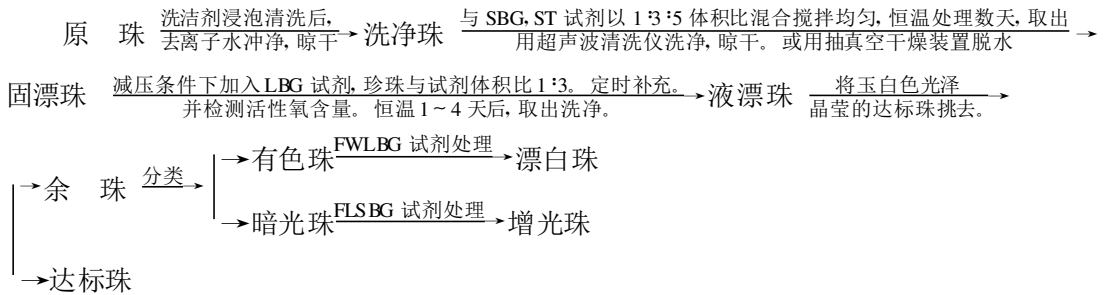 洗洁剂浸泡清洗后, 与 SBG, ST 试剂以 1∶3∶5 体积比混合搅拌均匀, 恒温处理数天, 取出
原 珠 → 洗净珠 →
去离子水冲净, 晾干 用超声波清洗仪洗净, 晾干。或用抽真空干燥装置脱水
减压条件下加入 LBG 试剂, 珍珠与试剂体积比 1∶3。定时补充。 将玉白色光泽
固漂珠 → 液漂珠 →
并检测活性氧含量。恒温 1~4 天后, 取出洗净。 晶莹的达标珠挑去。
→有色珠 FWLBG 试剂处理 →漂白珠
→余 珠 分类 →
→暗光珠 FLSBG 试剂处理 →增光珠
→达标珠